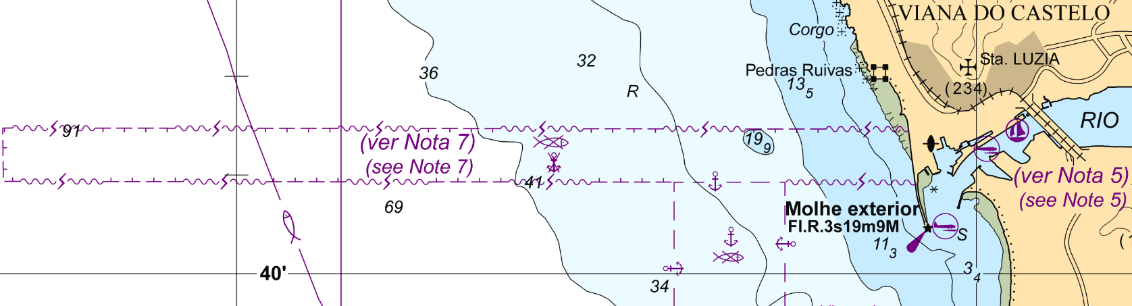 VIANA DO CASTELO
Corgo
36
32
R
Pedras Ruivas
13₅
Sta. LUZIA
(234)
91
(ver Nota 7)
(see Note 7)
19₉
RIO
41
69
(ver Nota 5)
(see Note 5)
Molhe exterior
Fl.R.3s19m9M
11₃
S
40'
34
3₄